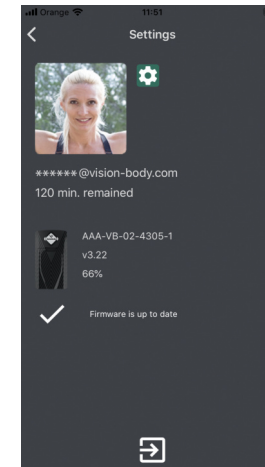 Orange 11:51
Settings
******@vision-body.com
120 min. remained
AAA-VB-02-4305-1
v3.22
66%
Firmware is up to date